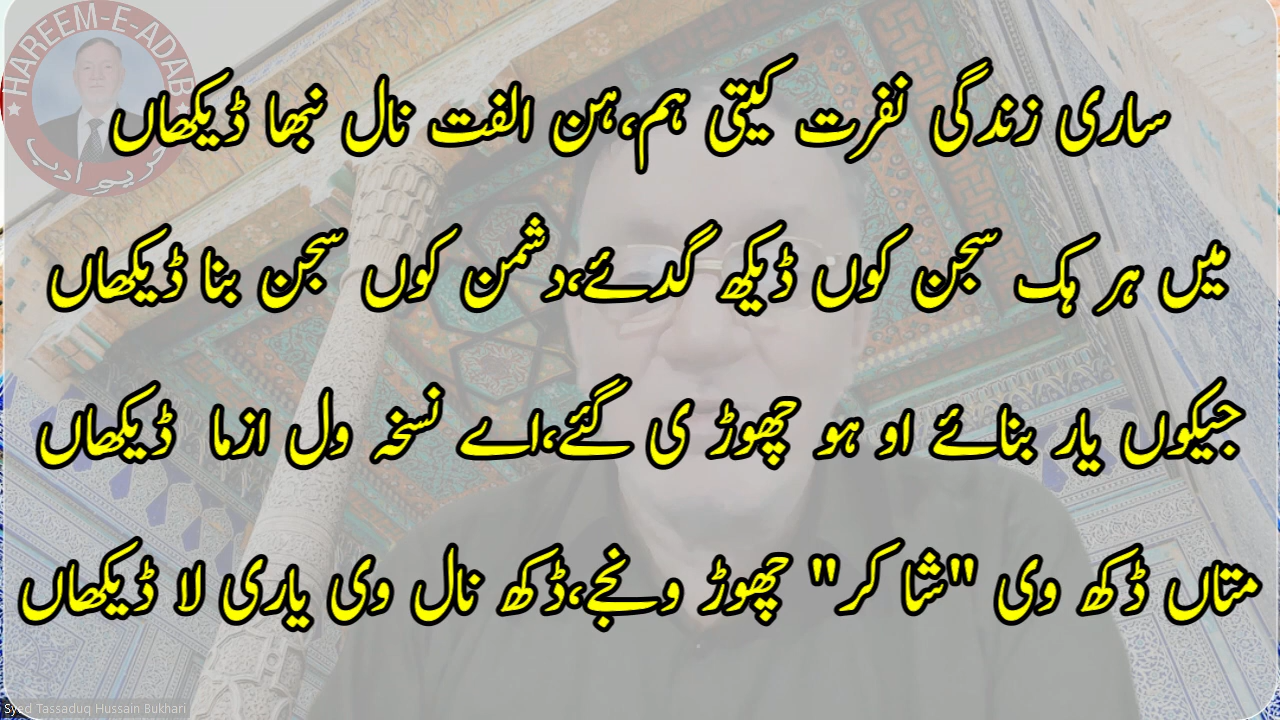 HAREEM-E-ADAB
حریم ادب
ساری زندگی نفرت کیتی ہم،ہن الفت نال نبھا ڈیکھاں
میں ہر ہک سجن کوں ڈیکھ گدئے،دشمن کوں سجن بنا ڈیکھاں
جیکوں یار بنائے او ہو چھوڑ ی گئے،اے نسخہ ول ازما ڈیکھاں
متاں ڈکھ وی "شاکر" چھوڑ ونجے،ڈکھ نال وی یاری لا ڈیکھاں
Syed Tassaduq Hussain Bukhari